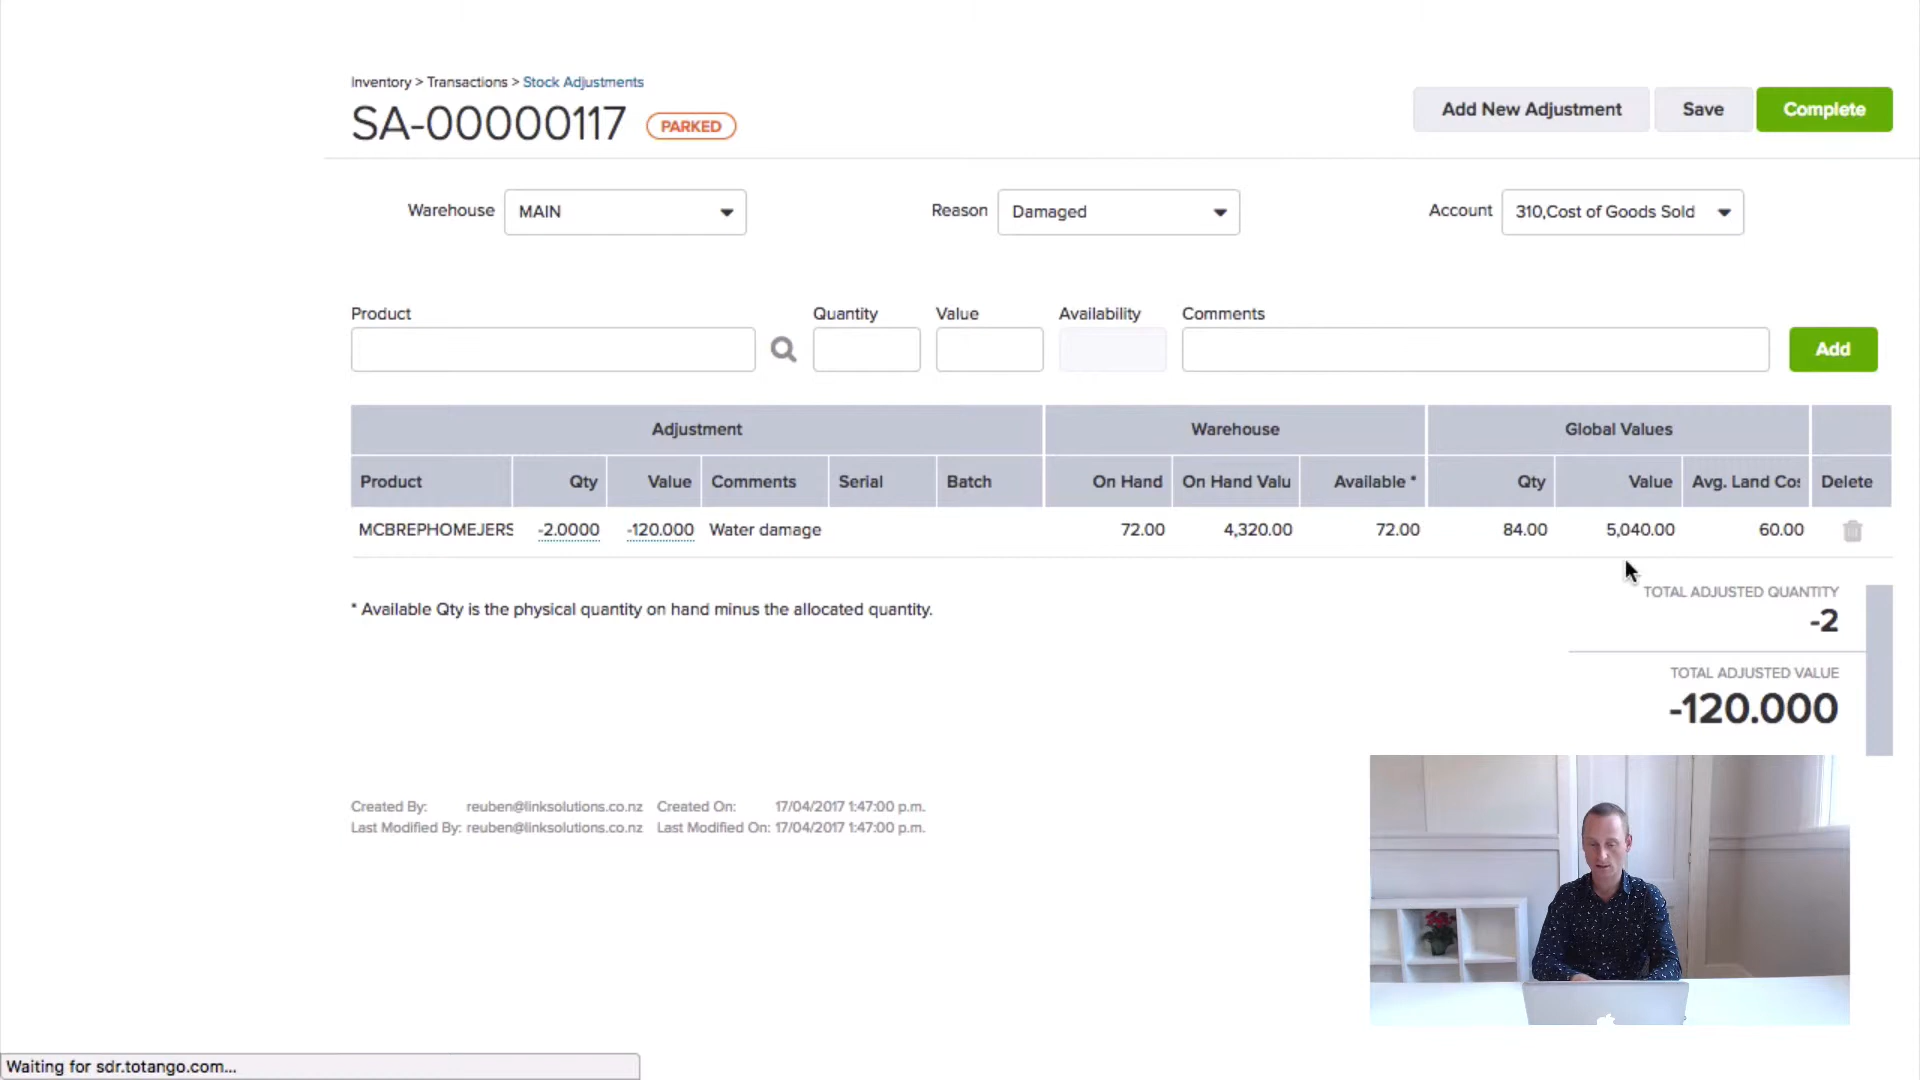 Inventory > Transactions > Stock Adjustments
SA-00000117 PARKED
Add New Adjustment Save Complete
Warehouse MAIN Reason Damaged Account 310,Cost of Goods Sold
Product Quantity Value Availability Comments
Add
Adjustment Warehouse Global Values
Product Qty Value Comments Serial Batch On Hand On Hand Valu Available * Qty Value Avg. Land Cos Delete
MCBREPHOMEJERS -2.0000 -120.000 Water damage 72.00 4,320.00 72.00 84.00 5,040.00 60.00
* Available Qty is the physical quantity on hand minus the allocated quantity.
TOTAL ADJUSTED QUANTITY
-2
TOTAL ADJUSTED VALUE
-120.000
Created By: reuben@linksolutions.co.nz Created On: 17/04/2017 1:47:00 p.m.
Last Modified By: reuben@linksolutions.co.nz Last Modified On: 17/04/2017 1:47:00 p.m.
Waiting for sdr.totango.com...